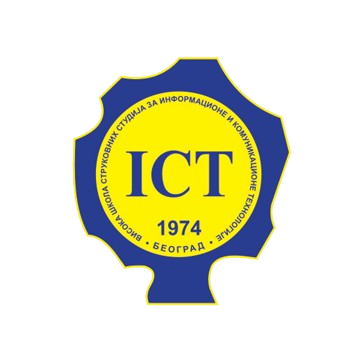 ВИСОКА ШКОЛА СТРУКОВНИХ СТУДИЈА ЗА ИНФОРМАЦИОНЕ И КОМУНИКАЦИОНЕ ТЕХНОЛОГИЈЕ
ICT
1974
• БЕОГРАД •